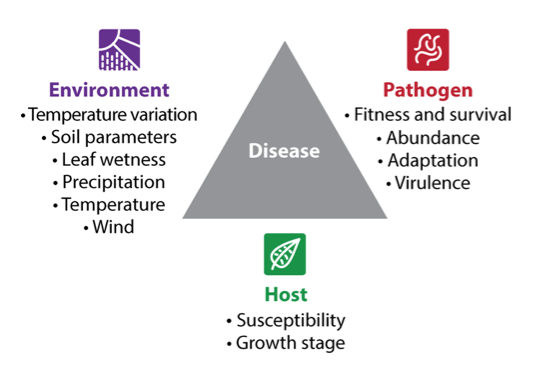 Environment
• Temperature variation
• Soil parameters
• Leaf wetness
• Precipitation
• Temperature
• Wind
Disease
Pathogen
• Fitness and survival
• Abundance
• Adaptation
• Virulence
Host
• Susceptibility
• Growth stage